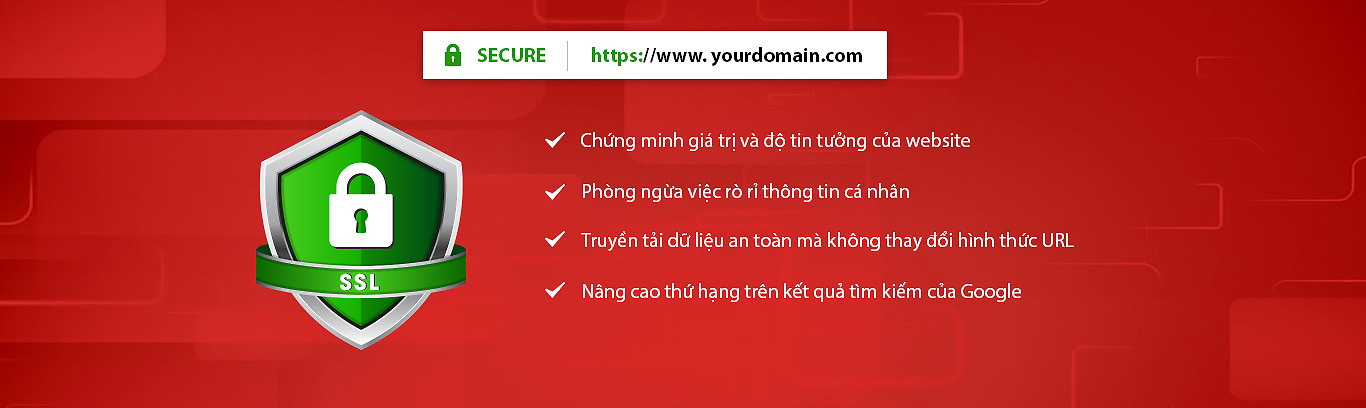 SECURE https://www. yourdomain.com
Chứng minh giá trị và độ tin tưởng của website
Phòng ngừa việc rò rỉ thông tin cá nhân
Truyền tải dữ liệu an toàn mà không thay đổi hình thức URL
Nâng cao thứ hạng trên kết quả tìm kiếm của Google
SSL